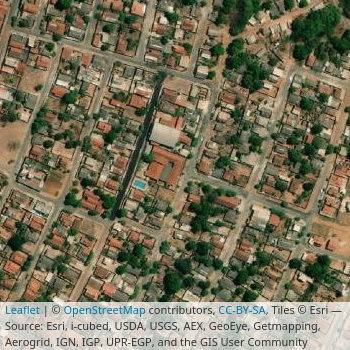 Leaflet | © OpenStreetMap contributors, CC-BY-SA, Tiles © Esri —
Source: Esri, i-cubed, USDA, USGS, AEX, GeoEye, Getmapping,
Aerogrid, IGN, IGP, UPR-EGP, and the GIS User Community